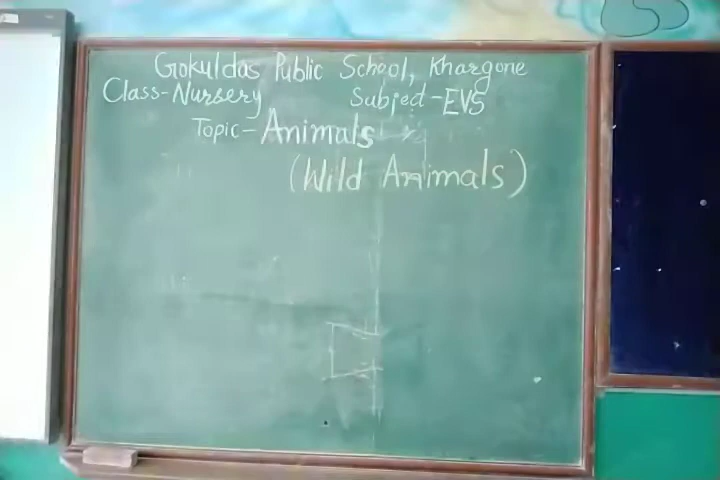 Gokuldas Public School, Khargone
Class-Nursery Subject-EVS
Topic-Animals
(Wild Animals)